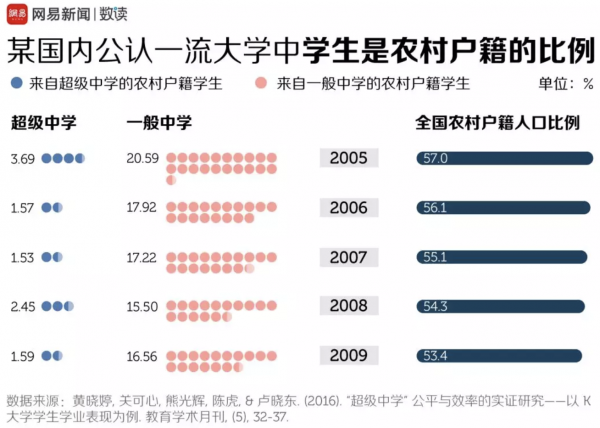 网易 网易新闻 | 数读
某国内公认一流大学中学生是农村户籍的比例
来自超级中学的农村户籍学生 来自一般中学的农村户籍学生 单位：%
超级中学 一般中学 全国农村户籍人口比例
3.69 20.59 2005 57.0
1.57 17.92 2006 56.1
1.53 17.22 2007 55.1
2.45 15.50 2008 54.3
1.59 16.56 2009 53.4
数据来源：黄晓婷, 关可心, 熊光辉, 陈虎, & 卢晓东. (2016). “超级中学” 公平与效率的实证研究——以 K
大学学生学业表现为例. 教育学术月刊, (5), 32-37.